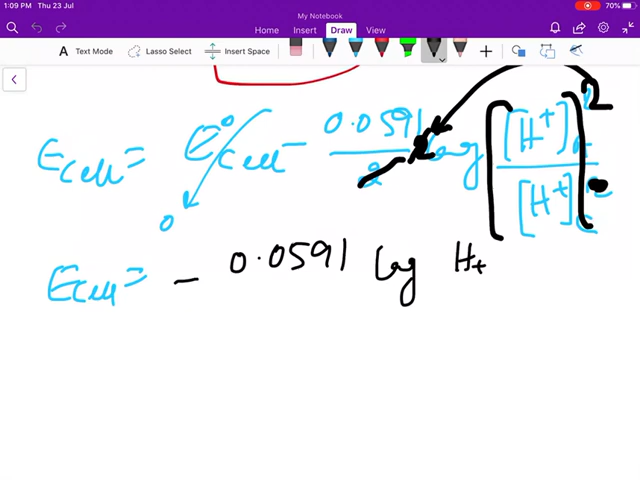 1:09 PM Thu 23 Jul
70%
My Notebook
Home Insert Draw View
Text Mode Lasso Select Insert Space
Ecell = E°cell - 0.0591/2 log [[H+]/[H+]]2
0
2
Ecell = - 0.0591 log H+